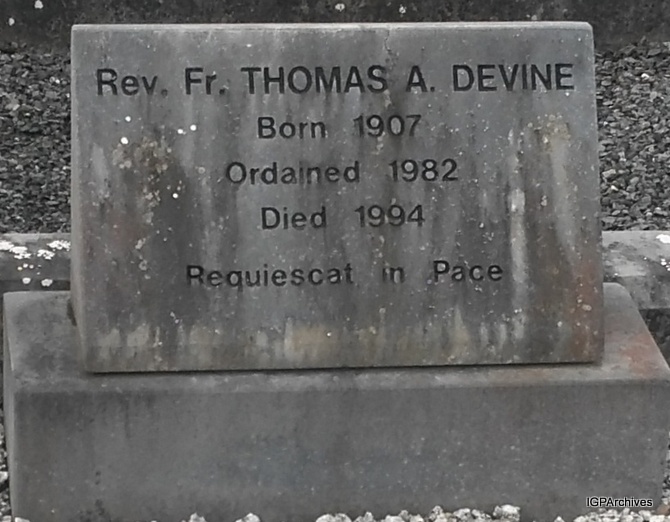 Rev. Fr. THOMAS A. DEVINE
Born 1907
Ordained 1982
Died 1994
Requiescat in Pace
IGPArchives